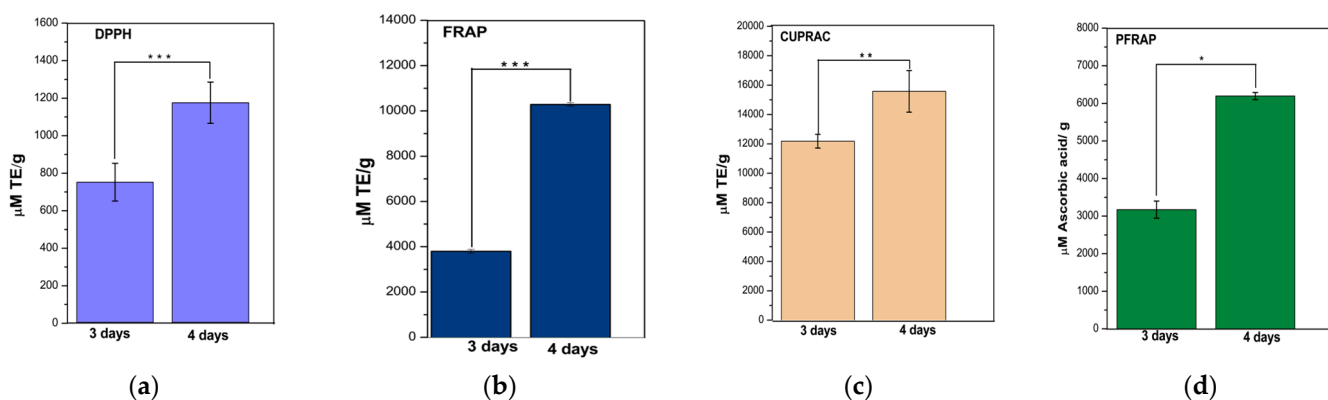 DPPH
***
μM TE/g
1600
1400
1200
1000
800
600
400
200
0
3 days 4 days
(a)
FRAP
***
μM TE/g
14000
12000
10000
8000
6000
4000
2000
0
3 days 4 days
(b)
CUPRAC
**
μM TE/g
20000
18000
16000
14000
12000
10000
8000
6000
4000
2000
0
3 days 4 days
(c)
PFRAP
*
μM Ascorbic acid/ g
8000
7000
6000
5000
4000
3000
2000
1000
0
3 days 4 days
(d)